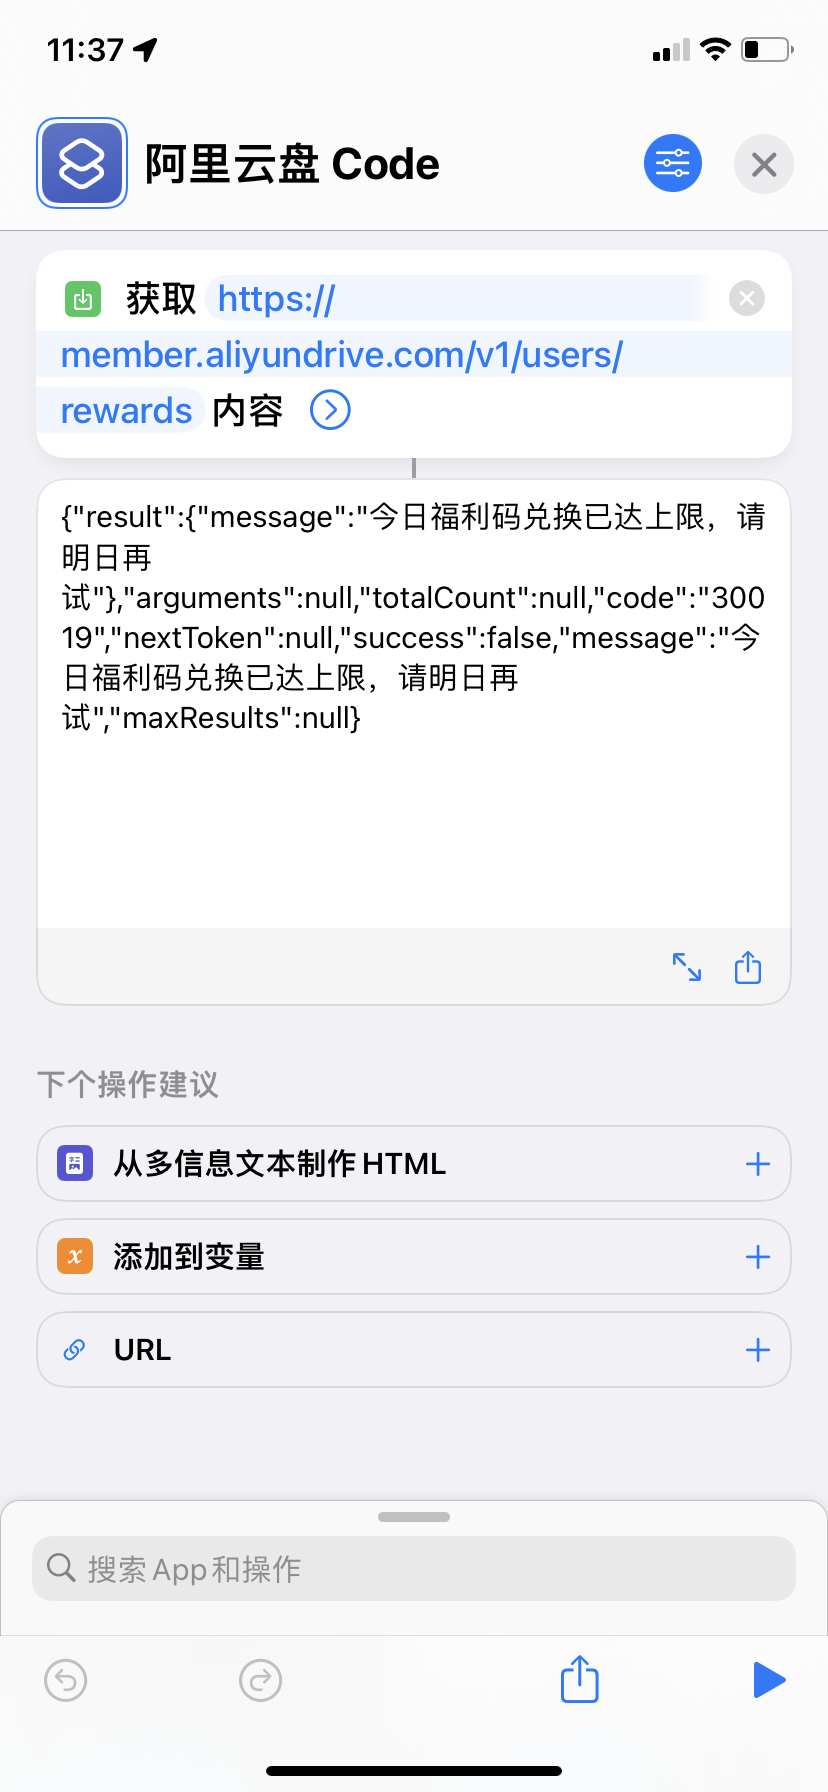 11:37
阿里云盘 Code
获取 https://
member.aliyundrive.com/v1/users/
rewards 内容
{"result":{"message":"今日福利码兑换已达上限，请
明日再
试"},"arguments":null,"totalCount":null,"code":"300
19","nextToken":null,"success":false,"message":"今
日福利码兑换已达上限，请明日再
试","maxResults":null}
下个操作建议
从多信息文本制作 HTML
添加到变量
URL
搜索 App 和操作